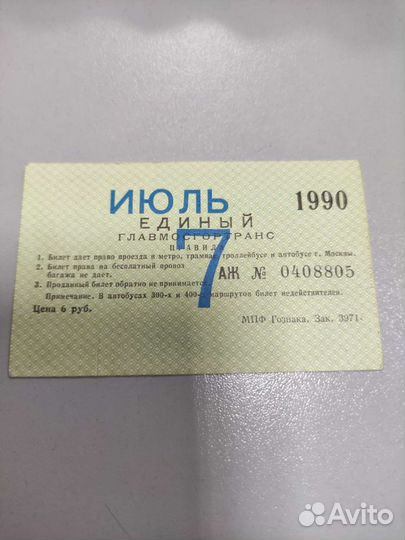 ИЮЛЬ 1990
ЕДИНЫЙ
ГЛАВМОСГОРТРАНС
ПРАВИЛА
7
1. Билет дает право проезда в метро, трамвае, троллейбусе и автобусе г. Москвы.
2. Билет права на бесплатный провоз багажа не дает.
АЖ № 0408805
3. Проданный билет обратно не принимается.
Примечание. В автобусах 300-х и 400-х маршрутов билет недействителен.
Цена 6 руб.
МПФ Гознака. Зак. 3971
Avito